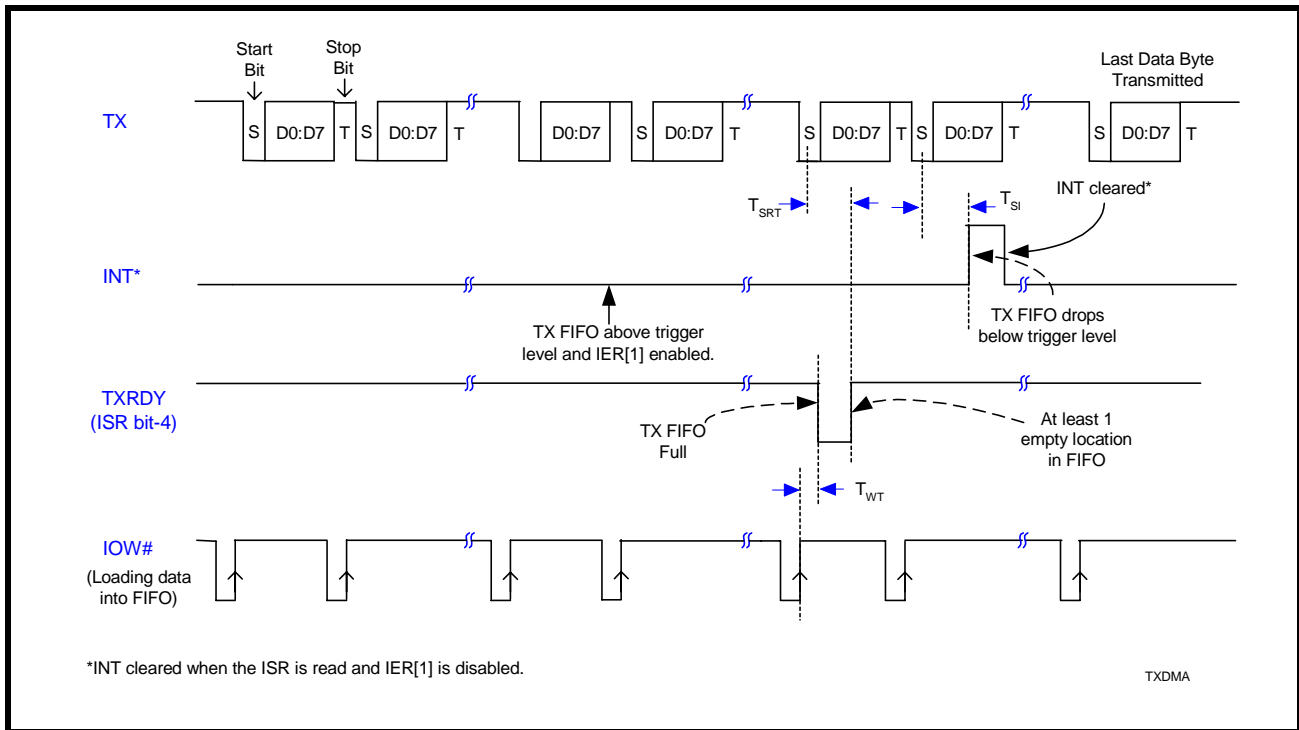 Start
Bit
Stop
Bit
Last Data Byte
Transmitted
TX
S D0:D7 T S D0:D7 T D0:D7 S D0:D7 T S D0:D7 T S D0:D7 T S D0:D7 T
TSRT
TSI
INT cleared*
INT*
TX FIFO above trigger
level and IER[1] enabled.
TX FIFO drops
below trigger level
TXRDY
(ISR bit-4)
TX FIFO
Full
At least 1
empty location
in FIFO
TWT
IOW#
(Loading data
into FIFO)
*INT cleared when the ISR is read and IER[1] is disabled.
TXDMA